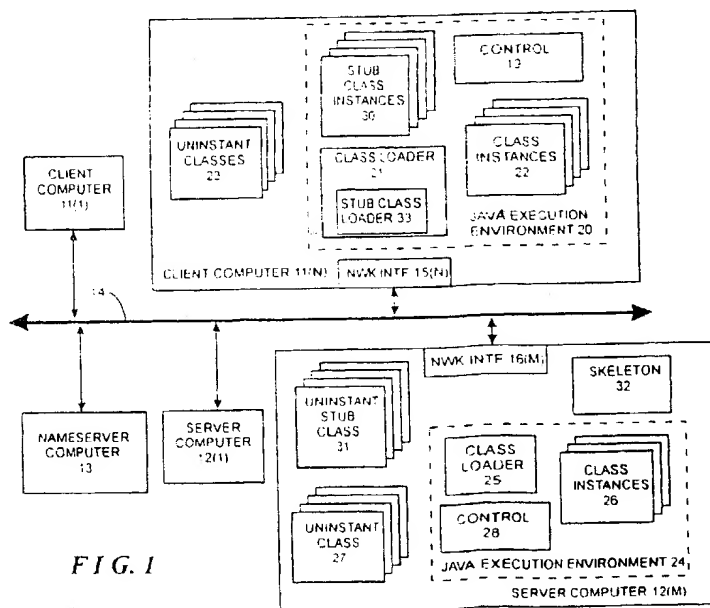 CONTROL
19
STUB
CLASS
INSTANCES
30
UNINSTANT
CLASSES
23
CLASS LOADER
21
STUB CLASS
LOADER 33
CLASS
INSTANCES
22
JAVA EXECUTION
ENVIRONMENT 20
CLIENT
COMPUTER
11(1)
CLIENT COMPUTER 11(N)
NWK INTF 15(N)
14
NWK INTF 16(M)
SKELETON
32
UNINSTANT
STUB
CLASS
31
NAMESERVER
COMPUTER
13
SERVER
COMPUTER
12(1)
CLASS
LOADER
25
CLASS
INSTANCES
26
UNINSTANT
CLASS
27
CONTROL
28
JAVA EXECUTION ENVIRONMENT 24
SERVER COMPUTER 12(M)
FIG. 1